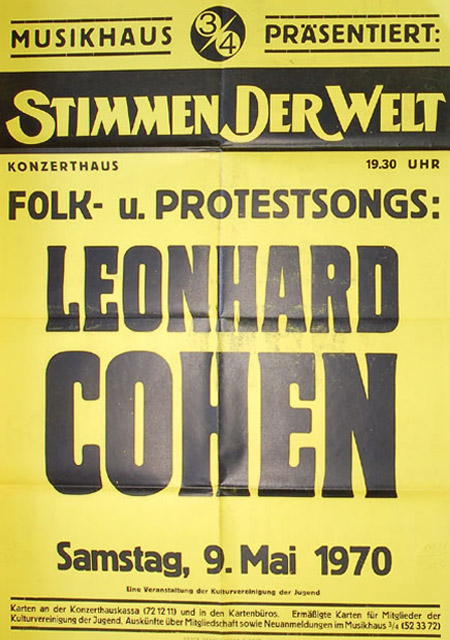 MUSIKHAUS 3/4 PRÄSENTIERT:
STIMMEN DER WELT
KONZERTHAUS 19.30 UHR
FOLK- u. PROTESTSONGS:
LEONHARD
COHEN
Samstag, 9. Mai 1970
Eine Veranstaltung der Kulturvereinigung der Jugend
Karten an der Konzerthauskassa (72 12 11) und in den Kartenbüros. Ermäßigte Karten für Mitglieder der
Kulturvereinigung der Jugend. Auskünfte über Mitgliedschaft sowie Neuanmeldungen im Musikhaus 3/4 (52 33 72)